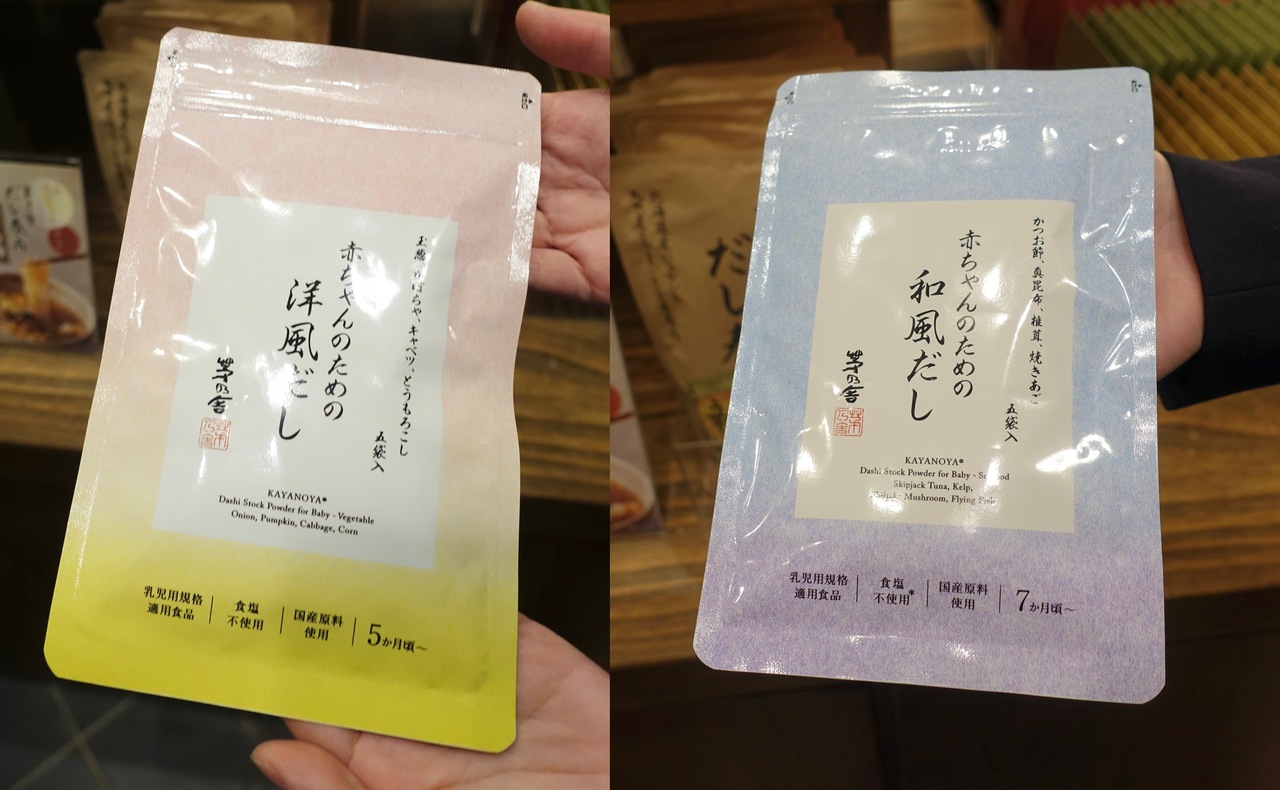 玉葱、かぼちゃ、キャベツ、とうもろこし
五袋入
赤ちゃんのための
洋風だし
茅乃舎
KAYANOYA®
Dashi Stock Powder for Baby - Vegetable
Onion, Pumpkin, Cabbage, Corn
乳児用規格
適用食品
食塩
不使用
国産原料
使用
5か月頃〜
かつお節、真昆布、椎茸、焼きあご
五袋入
赤ちゃんのための
和風だし
茅乃舎
KAYANOYA®
Dashi Stock Powder for Baby - Seafood
Skipjack Tuna, Kelp,
Shiitake Mushroom, Flying Fish
乳児用規格
適用食品
食塩
不使用*
国産原料
使用
7か月頃〜